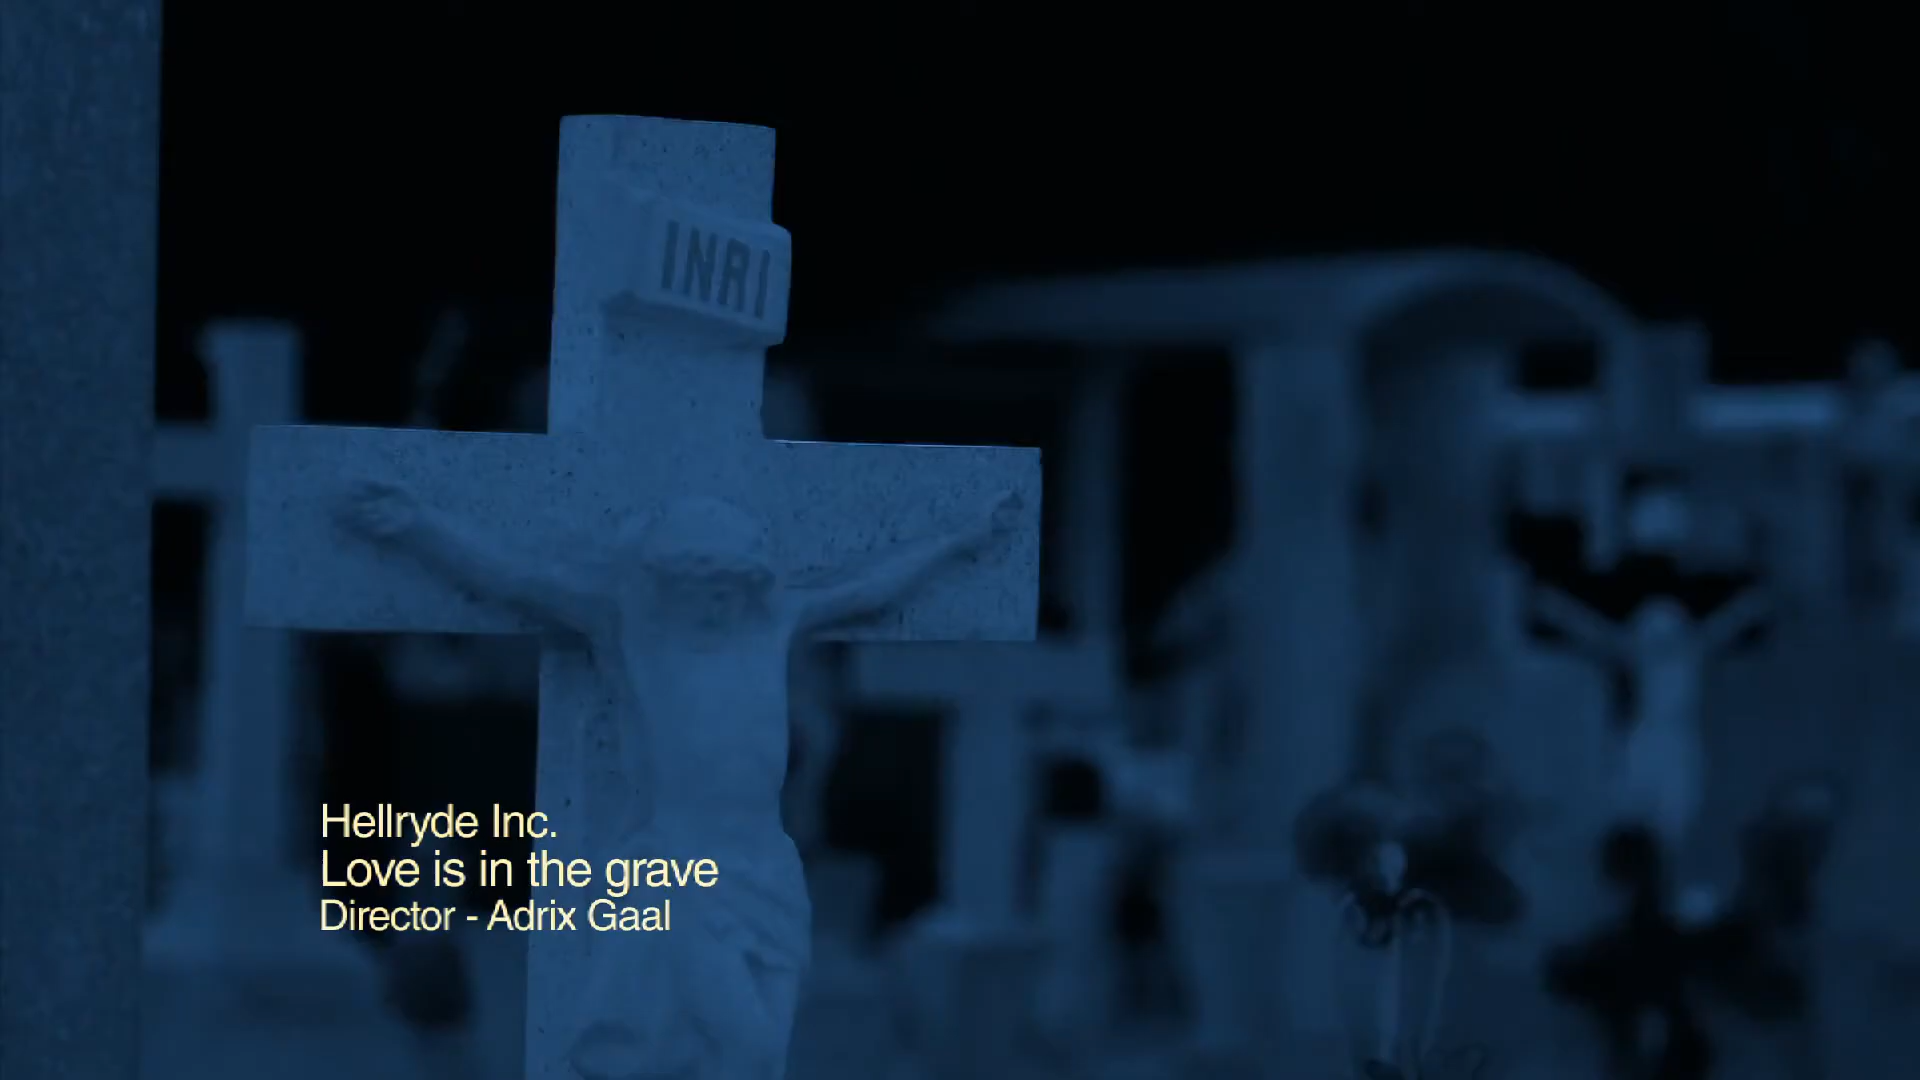 INRI
Hellryde Inc.
Love is in the grave
Director - Adrix Gaal